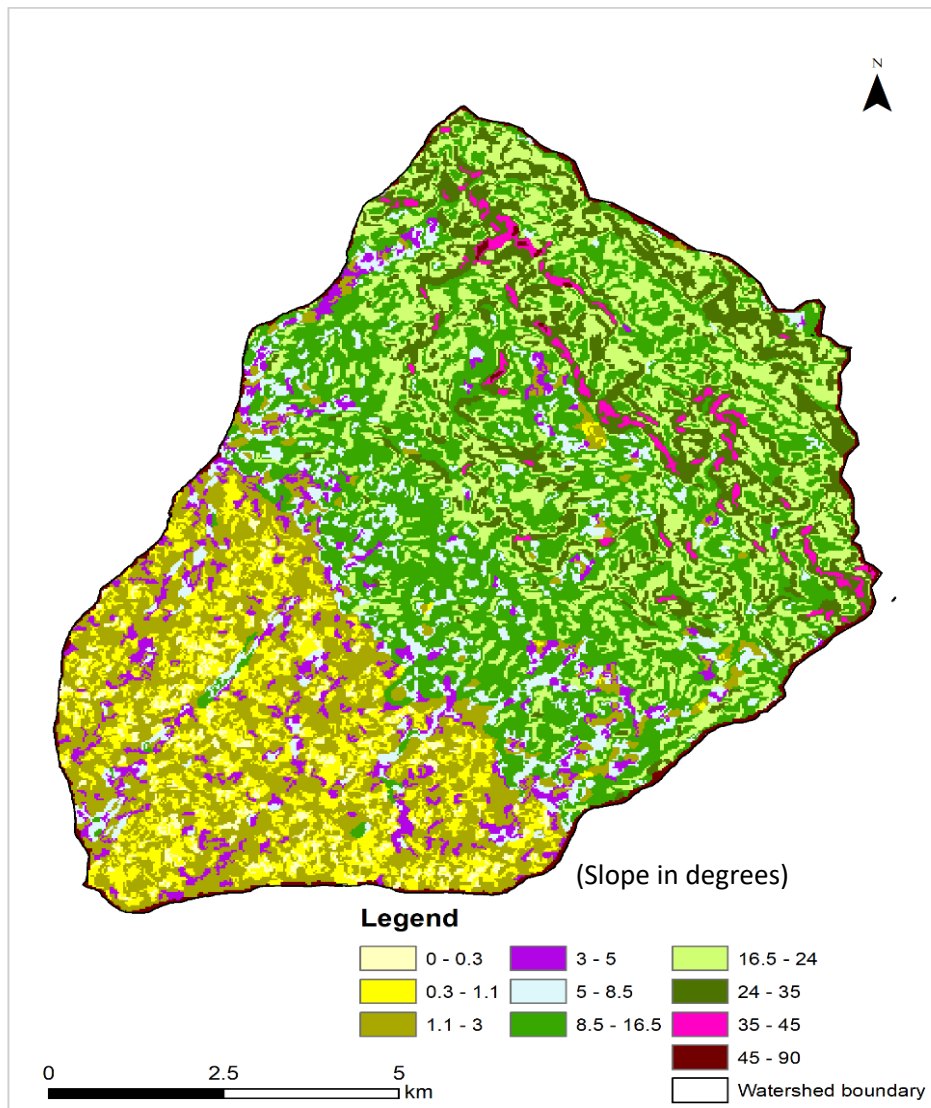 N
(Slope in degrees)
Legend
0 - 0.3 3 - 5 16.5 - 24
0.3 - 1.1 5 - 8.5 24 - 35
1.1 - 3 8.5 - 16.5 35 - 45
45 - 90
0 2.5 5 Watershed boundary
km